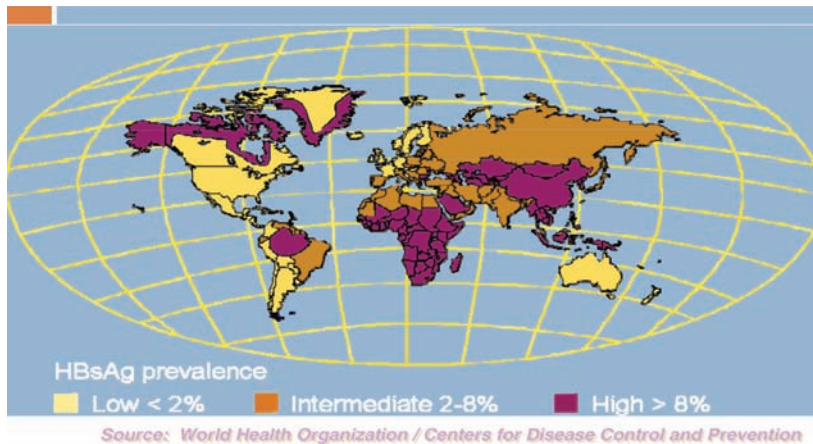 HBsAg prevalence
Low < 2% Intermediate 2-8% High > 8%
Source: World Health Organization / Centers for Disease Control and Prevention